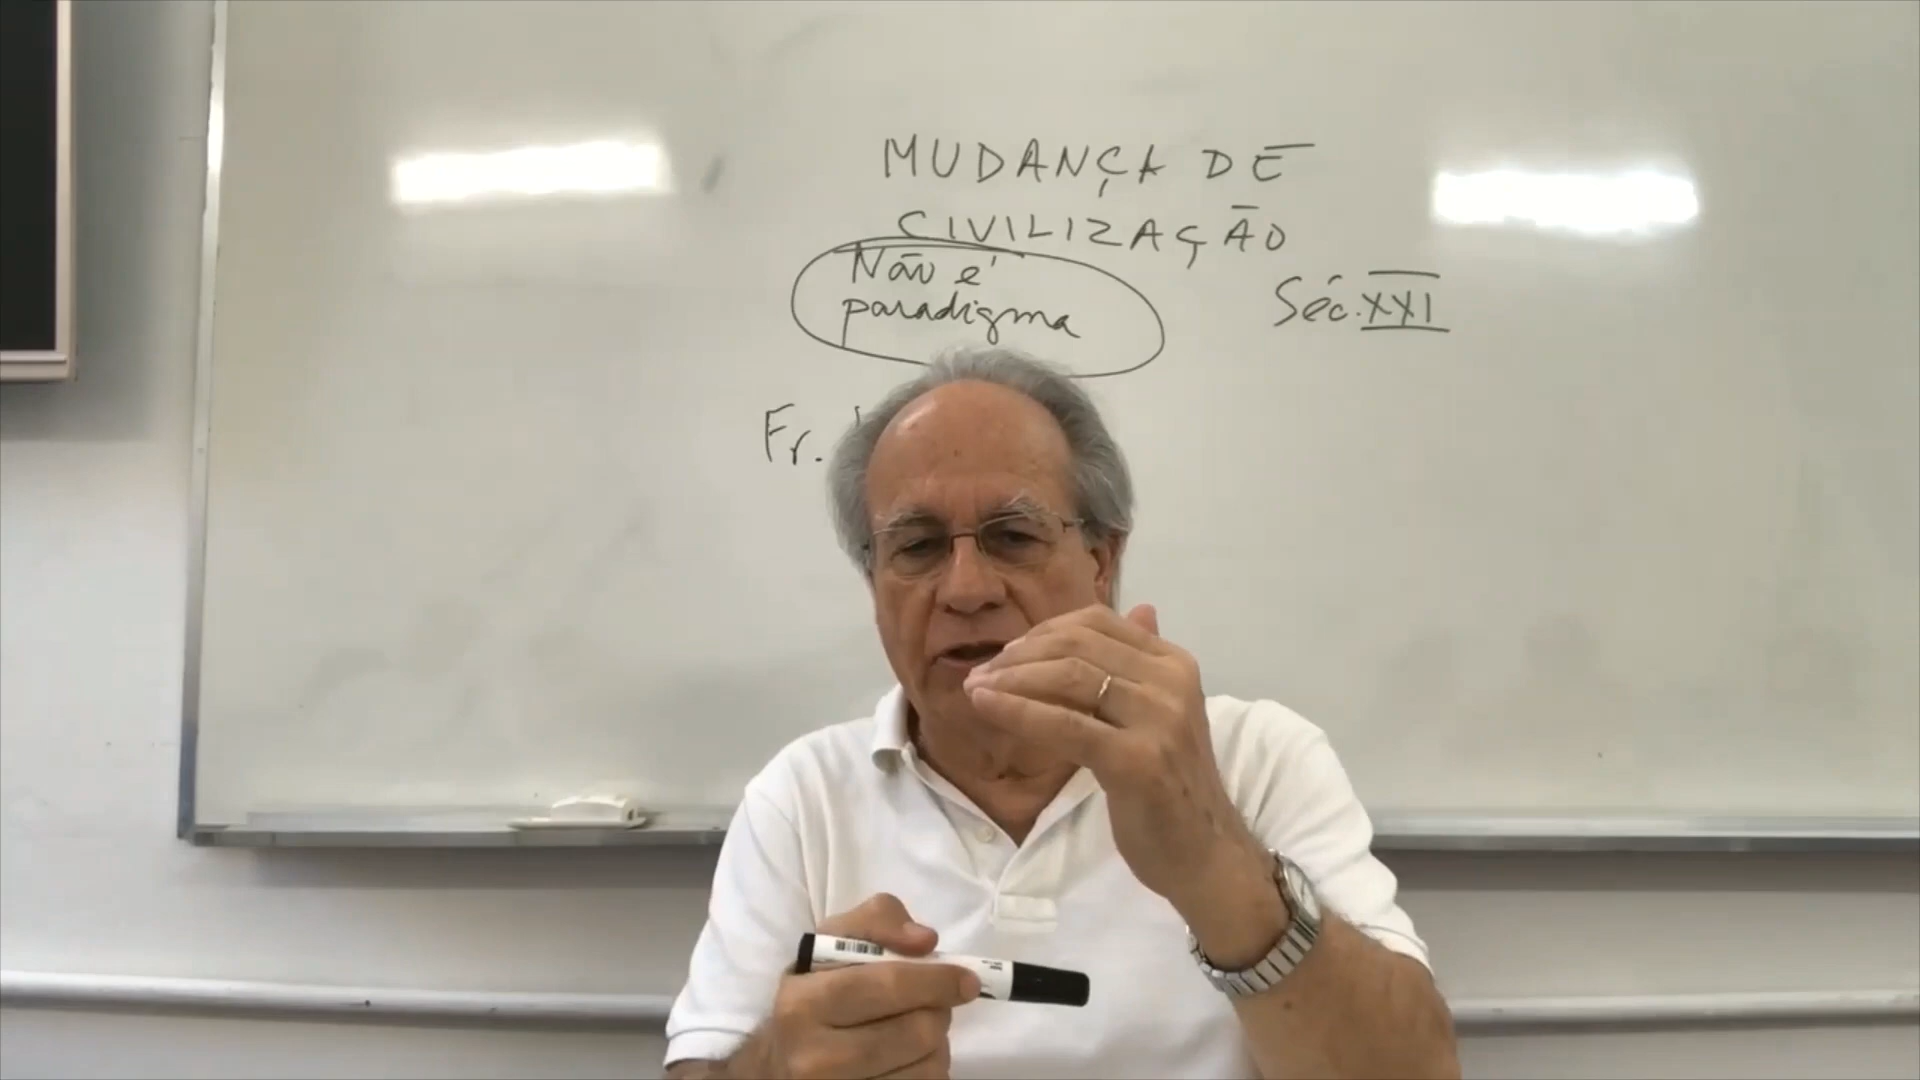 MUDANÇA DE
CIVILIZAÇÃO
Não é
paradigma
Séc. XXI
Fr.